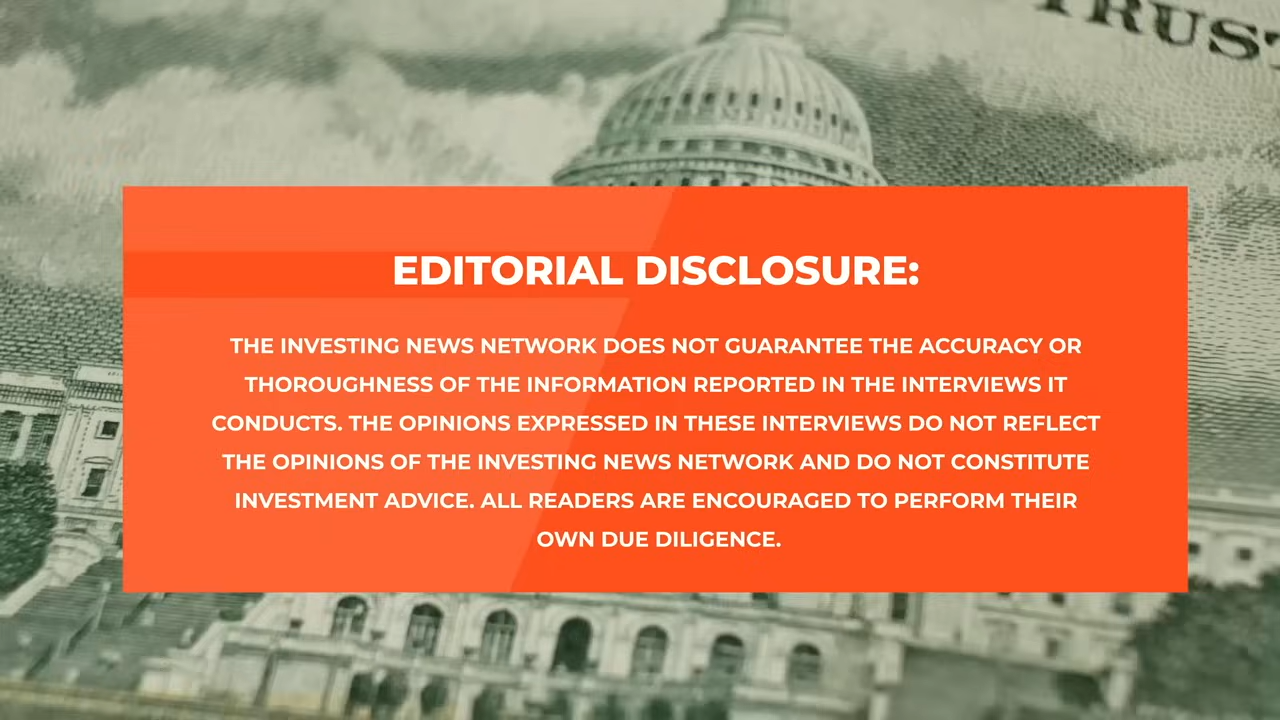 TRUST
EDITORIAL DISCLOSURE:
THE INVESTING NEWS NETWORK DOES NOT GUARANTEE THE ACCURACY OR
THOROUGHNESS OF THE INFORMATION REPORTED IN THE INTERVIEWS IT
CONDUCTS. THE OPINIONS EXPRESSED IN THESE INTERVIEWS DO NOT REFLECT
THE OPINIONS OF THE INVESTING NEWS NETWORK AND DO NOT CONSTITUTE
INVESTMENT ADVICE. ALL READERS ARE ENCOURAGED TO PERFORM THEIR
OWN DUE DILIGENCE.